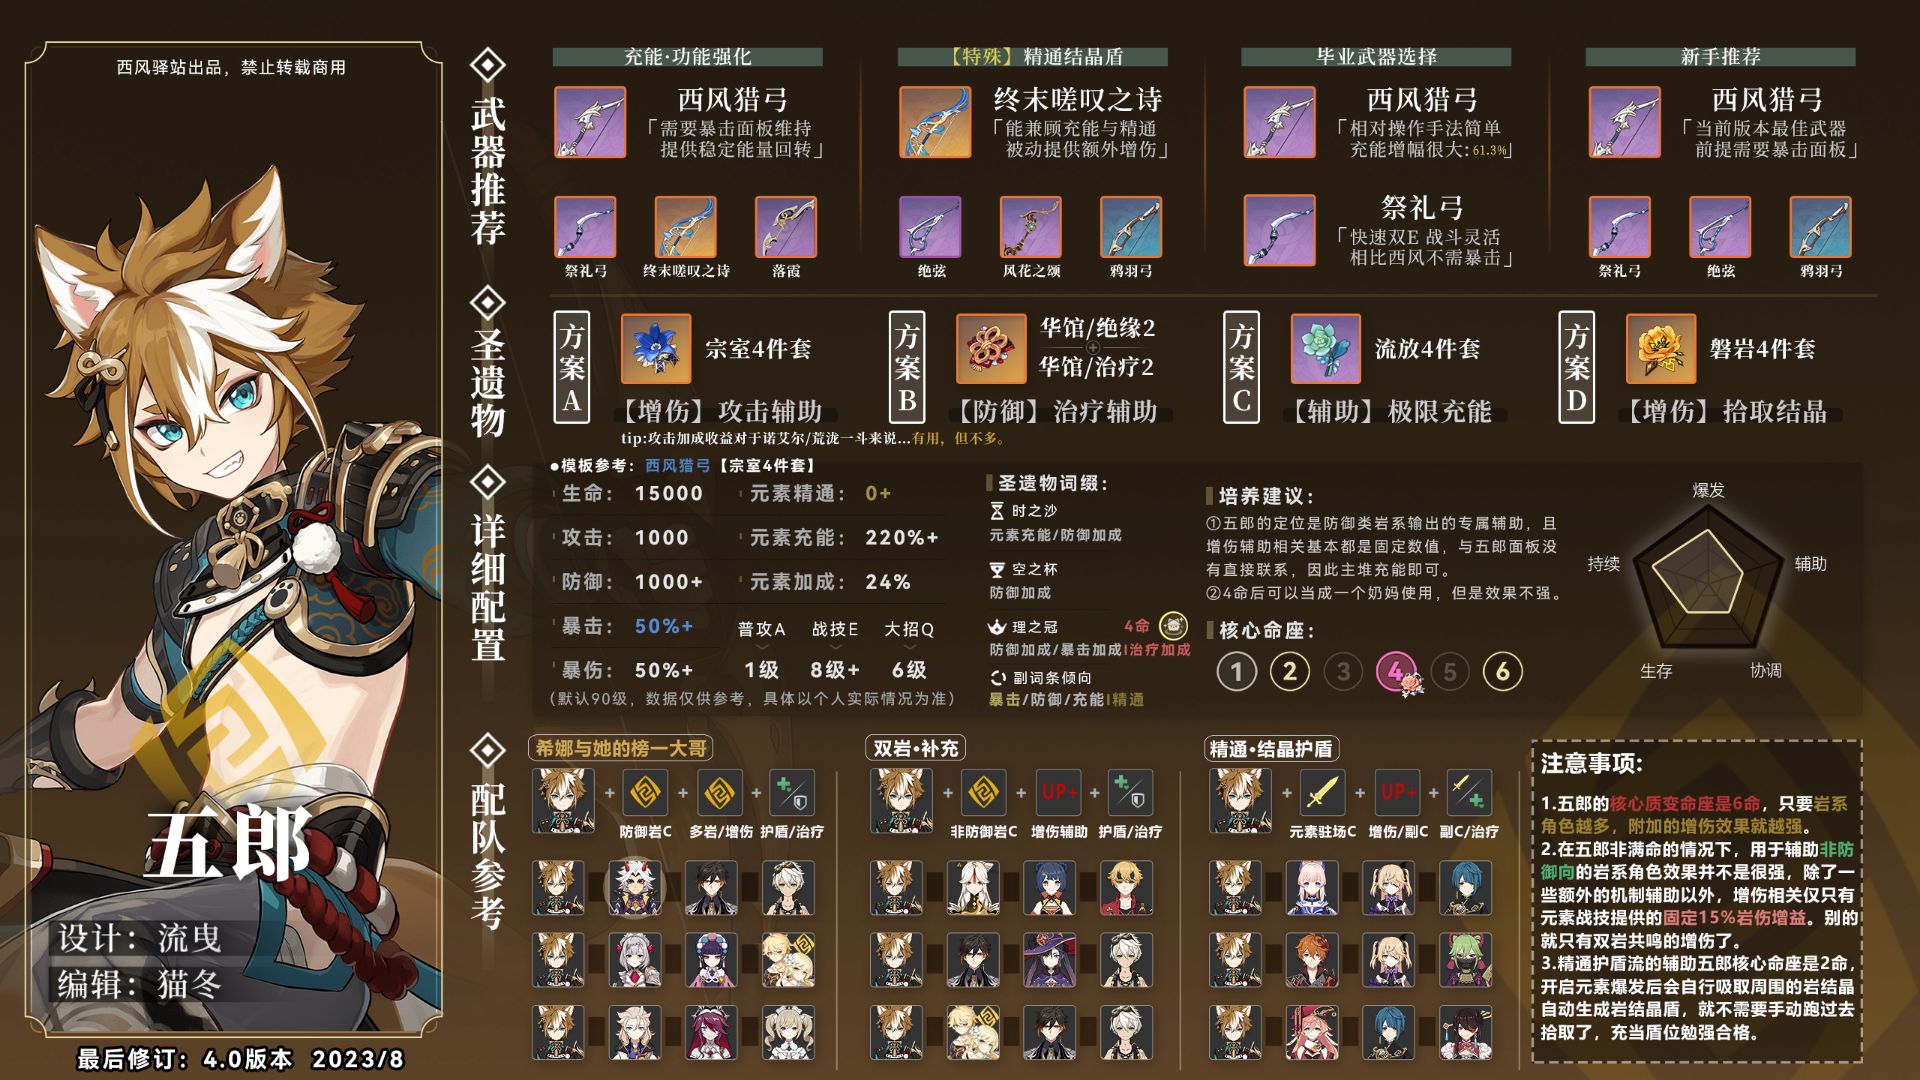 西风驿站出品，禁止转载商用
五郎
设计：流曳
编辑：猫冬
最后修订：4.0版本 2023/8
武器推荐
充能·功能强化
西风猎弓
「需要暴击面板维持
提供稳定能量回转」
祭礼弓 终末嗟叹之诗 落霞
【特殊】精通结晶盾
终末嗟叹之诗
「能兼顾充能与精通
被动提供额外增伤」
绝弦 风花之颂 鸦羽弓
毕业武器选择
西风猎弓
「相对操作手法简单
充能增幅很大:61.3%」
祭礼弓
「快速双E 战斗灵活
相比西风不需暴击」
新手推荐
西风猎弓
「当前版本最佳武器
前提需要暴击面板」
祭礼弓 绝弦 鸦羽弓
圣遗物
方案A
宗室4件套
【增伤】攻击辅助
tip:攻击加成收益对于诺艾尔/荒泷一斗来说...有用，但不多。
方案B
华馆/绝缘2
华馆/治疗2
【防御】治疗辅助
方案C
流放4件套
【辅助】极限充能
方案D
磐岩4件套
【增伤】拾取结晶
详细配置
●模板参考：西风猎弓【宗室4件套】
生命： 15000 元素精通： 0+
攻击： 1000 元素充能： 220%+
防御： 1000+ 元素加成： 24%
暴击： 50%+ 普攻A 战技E 大招Q
暴伤： 50%+ 1级 8级+ 6级
（默认90级，数据仅供参考，具体以个人实际情况为准）
圣遗物词缀：
时之沙
元素充能/防御加成
空之杯
防御加成
理之冠 4命
防御加成/暴击加成|治疗加成
副词条倾向
暴击/防御/充能|精通
培养建议：
①五郎的定位是防御类岩系输出的专属辅助，且
增伤辅助相关基本都是固定数值，与五郎面板没
有直接联系，因此主堆充能即可。
②4命后可以当成一个奶妈使用，但是效果不强。
核心命座：
1 2 3 4 5 6
爆发
辅助
协调
生存
持续
配队参考
希娜与她的榜一大哥
防御岩C 多岩/增伤 护盾/治疗
双岩·补充
UP+
非防御岩C 增伤辅助 护盾/治疗
精通·结晶护盾
UP+
元素驻场C 增伤/副C 副C/治疗
注意事项:
1.五郎的核心质变命座是6命，只要岩系
角色越多，附加的增伤效果就越强。
2.在五郎非满命的情况下，用于辅助非防
御向的岩系角色效果并不是很强，除了一
些额外的机制辅助以外，增伤相关仅只有
元素战技提供的固定15%岩伤增益。别的
就只有双岩共鸣的增伤了。
3.精通护盾流的辅助五郎核心命座是2命，
开启元素爆发后会自行吸取周围的岩结晶
自动生成岩结晶盾，就不需要手动跑过去
拾取了，充当盾位勉强合格。